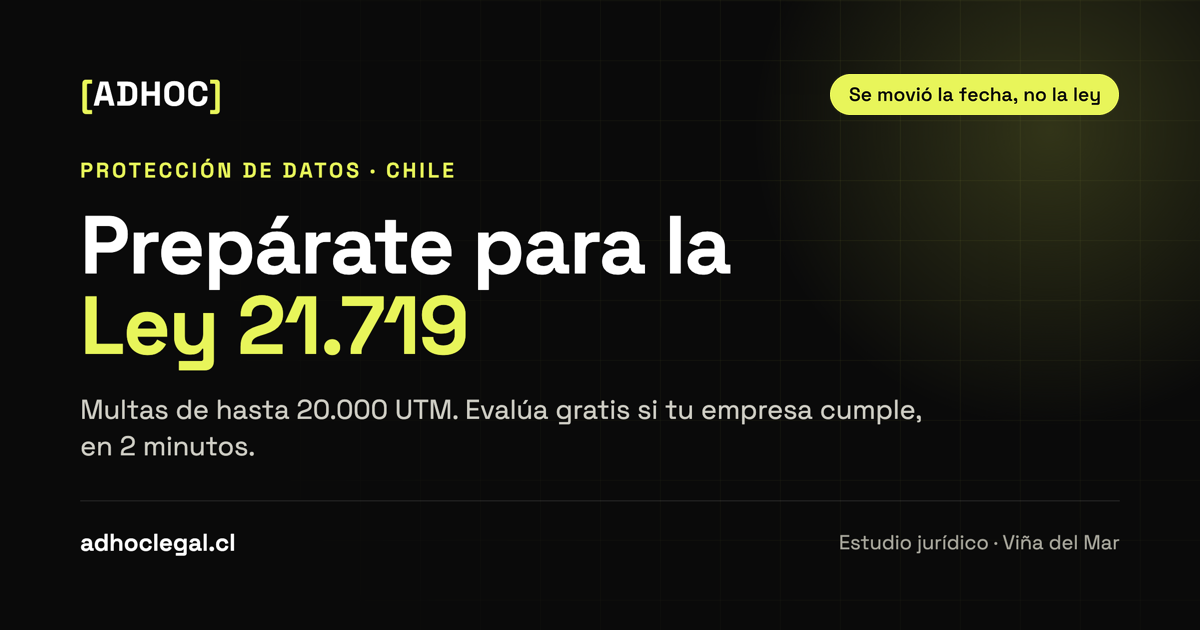 [ADHOC]
Se movió la fecha, no la ley
PROTECCIÓN DE DATOS · CHILE
Prepárate para la
Ley 21.719
Multas de hasta 20.000 UTM. Evalúa gratis si tu empresa cumple,
en 2 minutos.
adhoclegal.cl
Estudio jurídico · Viña del Mar